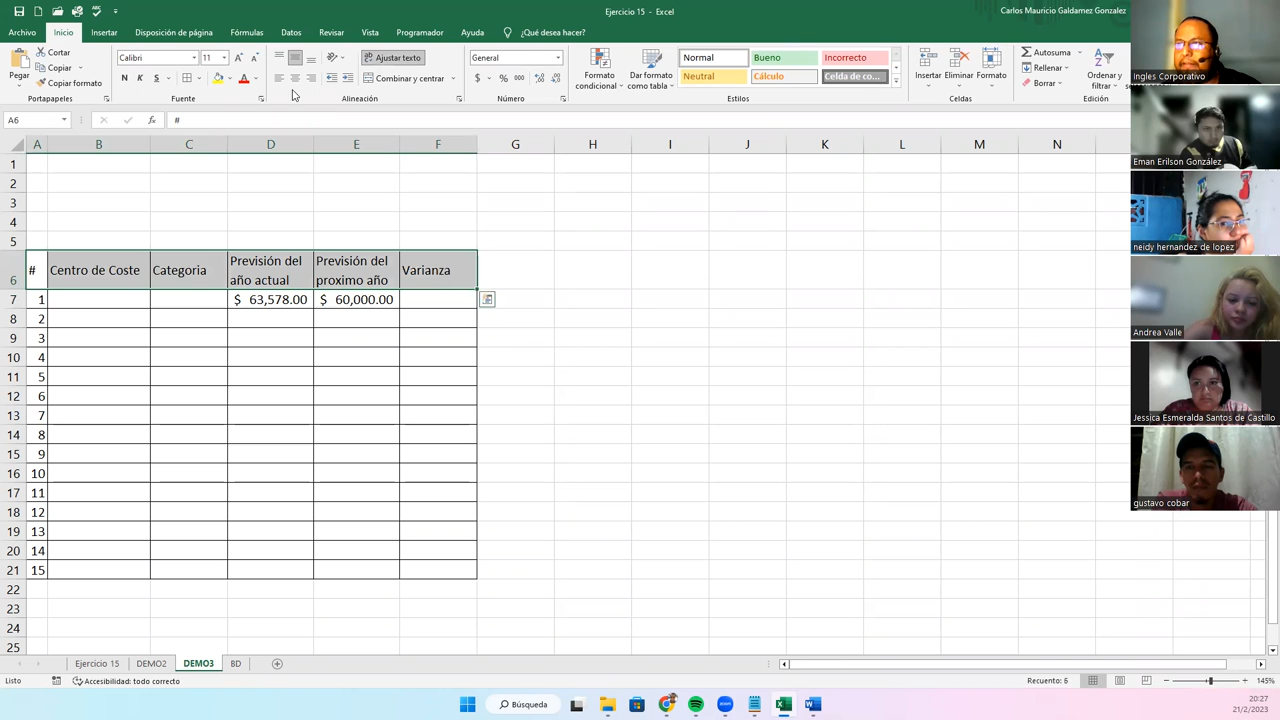 Ejercicio 15 - Excel
Carlos Mauricio Galdamez Gonzalez
Archivo Inicio Insertar Disposición de página Fórmulas Datos Revisar Vista Programador Ayuda ¿Qué desea hacer?
Pegar
Cortar
Copiar
Portapapeles
Calibri 11
N K S
Fuente
Ajustar texto
Combinar y centrar
Alineación
General
$ % 000
Número
Formato condicional
Dar formato como tabla
Normal Bueno Incorrecto
Neutral Cálculo Celda de co...
Estilos
Insertar Eliminar Formato
Celdas
Autosuma
Rellenar
Borrar
Ordenar y filtrar
Edición
A6 fx #
A B C D E F G H I J K L M N
1
2
3
4
5
6 # Centro de Coste Categoria Previsión del año actual Previsión del proximo año Varianza
7 1 $ 63,578.00 $ 60,000.00
8 2
9 3
10 4
11 5
12 6
13 7
14 8
15 9
16 10
17 11
18 12
19 13
20 14
21 15
22
23
24
25
Ejercicio 15 DEMO2 DEMO3 BD
Listo Accesibilidad: todo correcto Recuento: 6 145%
Búsqueda
20:27
21/2/2023
Ingles Corporativo
Eman Erilson González
neidy hernandez de lopez
Andrea Valle
Jessica Esmeralda Santos de Castillo
gustavo cobar